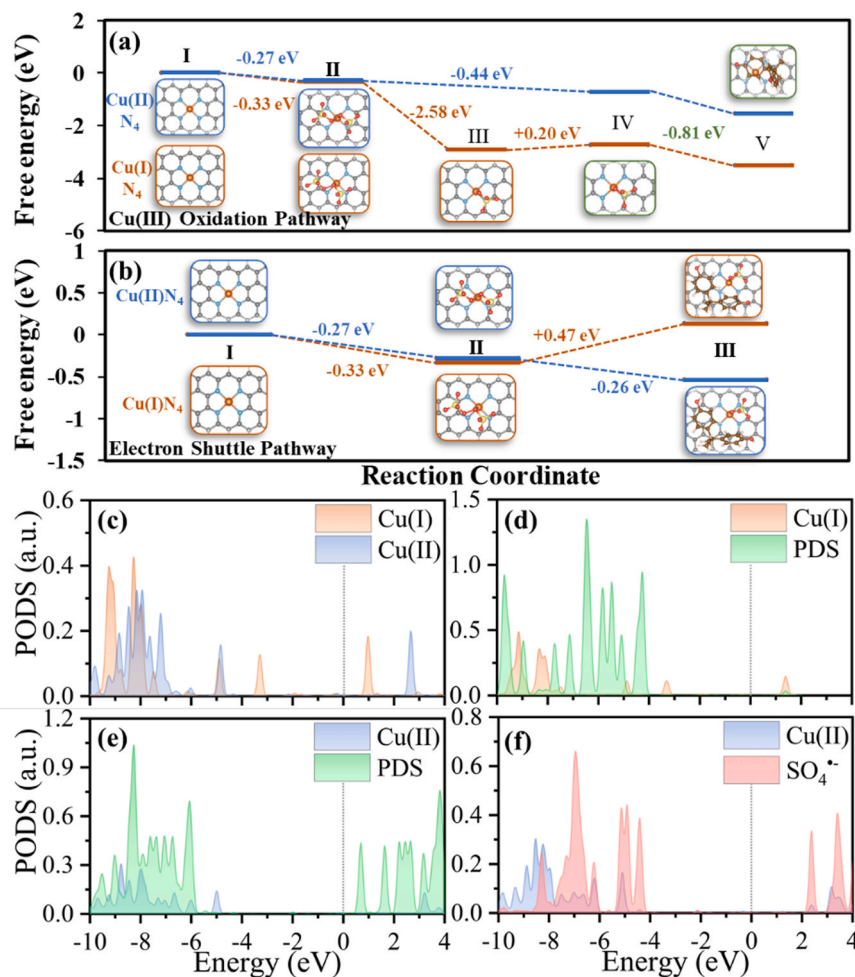 (a)
Free energy (eV)
2
0
-2
-4
-6
I
-0.27 eV
II
-0.44 eV
Cu(II)
N4
-0.33 eV
-2.58 eV
III
+0.20 eV
IV
-0.81 eV
V
Cu(I)
N4
Cu(III) Oxidation Pathway
(b)
Free energy (eV)
1
0.5
0
-0.5
-1
-1.5
Cu(II)N4
-0.27 eV
+0.47 eV
I
II
III
-0.33 eV
-0.26 eV
Cu(I)N4
Electron Shuttle Pathway
Reaction Coordinate
(c)
Cu(I)
Cu(II)
PODS (a.u.)
0.6
0.4
0.2
0.0
(d)
Cu(I)
PDS
1.5
1.0
0.5
0.0
(e)
Cu(II)
PDS
PODS (a.u.)
1.2
0.9
0.6
0.3
0.0
-10 -8 -6 -4 -2 0 2 4
Energy (eV)
(f)
Cu(II)
SO4•-
0.8
0.6
0.4
0.2
0.0
-10 -8 -6 -4 -2 0 2 4
Energy (eV)